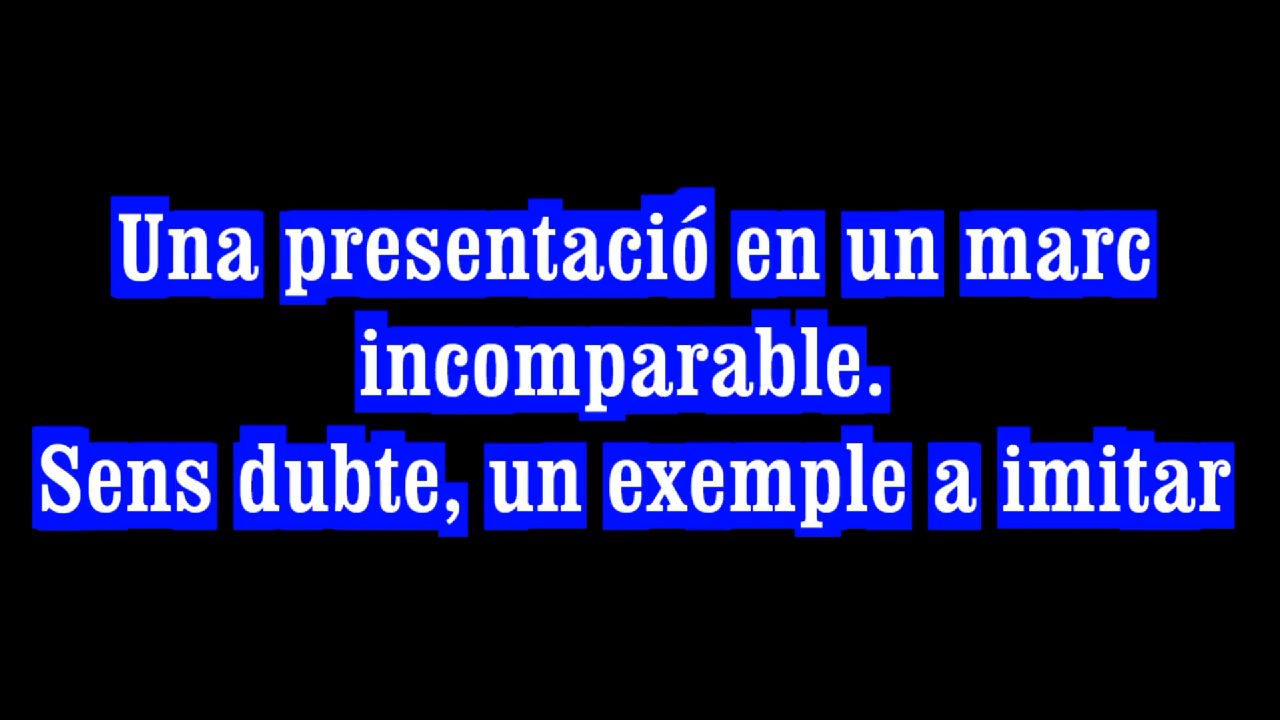 Una presentació en un marc
incomparable.
Sens dubte, un exemple a imitar